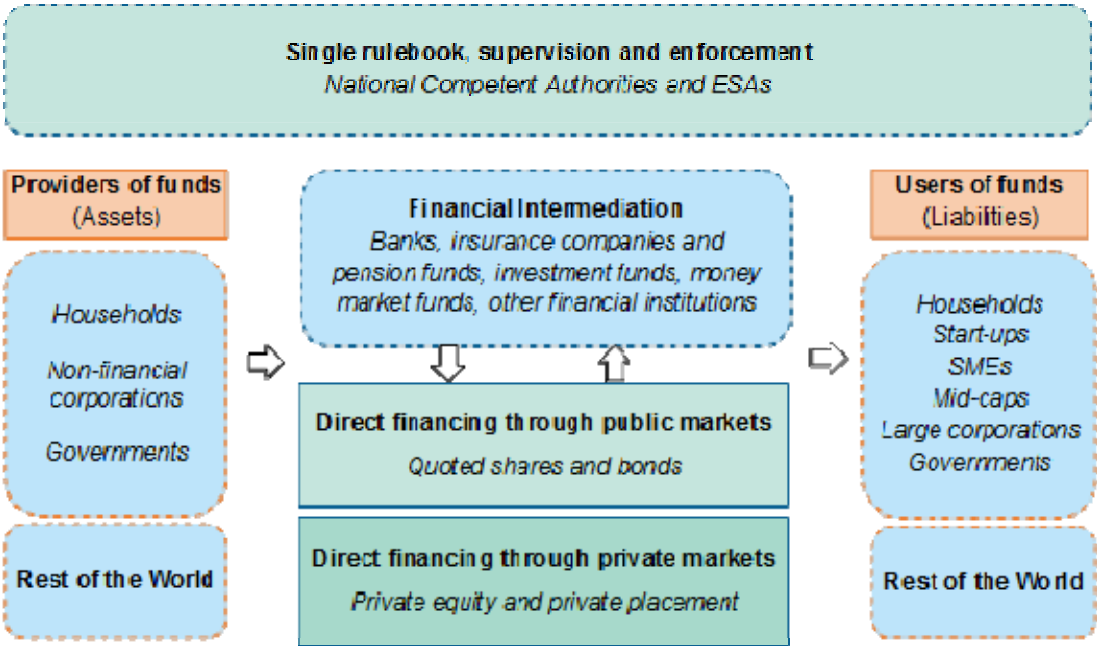 Single rulebook, supervision and enforcement
National Competent Authorities and ESAs
Providers of funds
(Assets)
Households
Non-financial
corporations
Governments
Rest of the World
Financial Intermediation
Banks, insurance companies and
pension funds, investment funds, money
market funds, other financial institutions
Direct financing through public markets
Quoted shares and bonds
Direct financing through private markets
Private equity and private placement
Users of funds
(Liabilities)
Households
Start-ups
SMEs
Mid-caps
Large corporations
Governments
Rest of the World